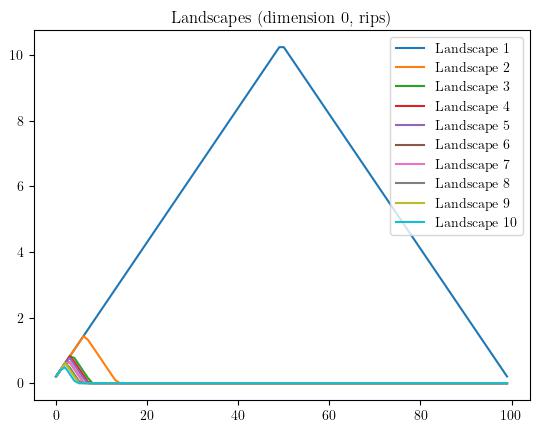 Landscapes (dimension 0, rips)
10
8
6
4
2
0
0
20
40
60
80
100
Landscape 1
Landscape 2
Landscape 3
Landscape 4
Landscape 5
Landscape 6
Landscape 7
Landscape 8
Landscape 9
Landscape 10